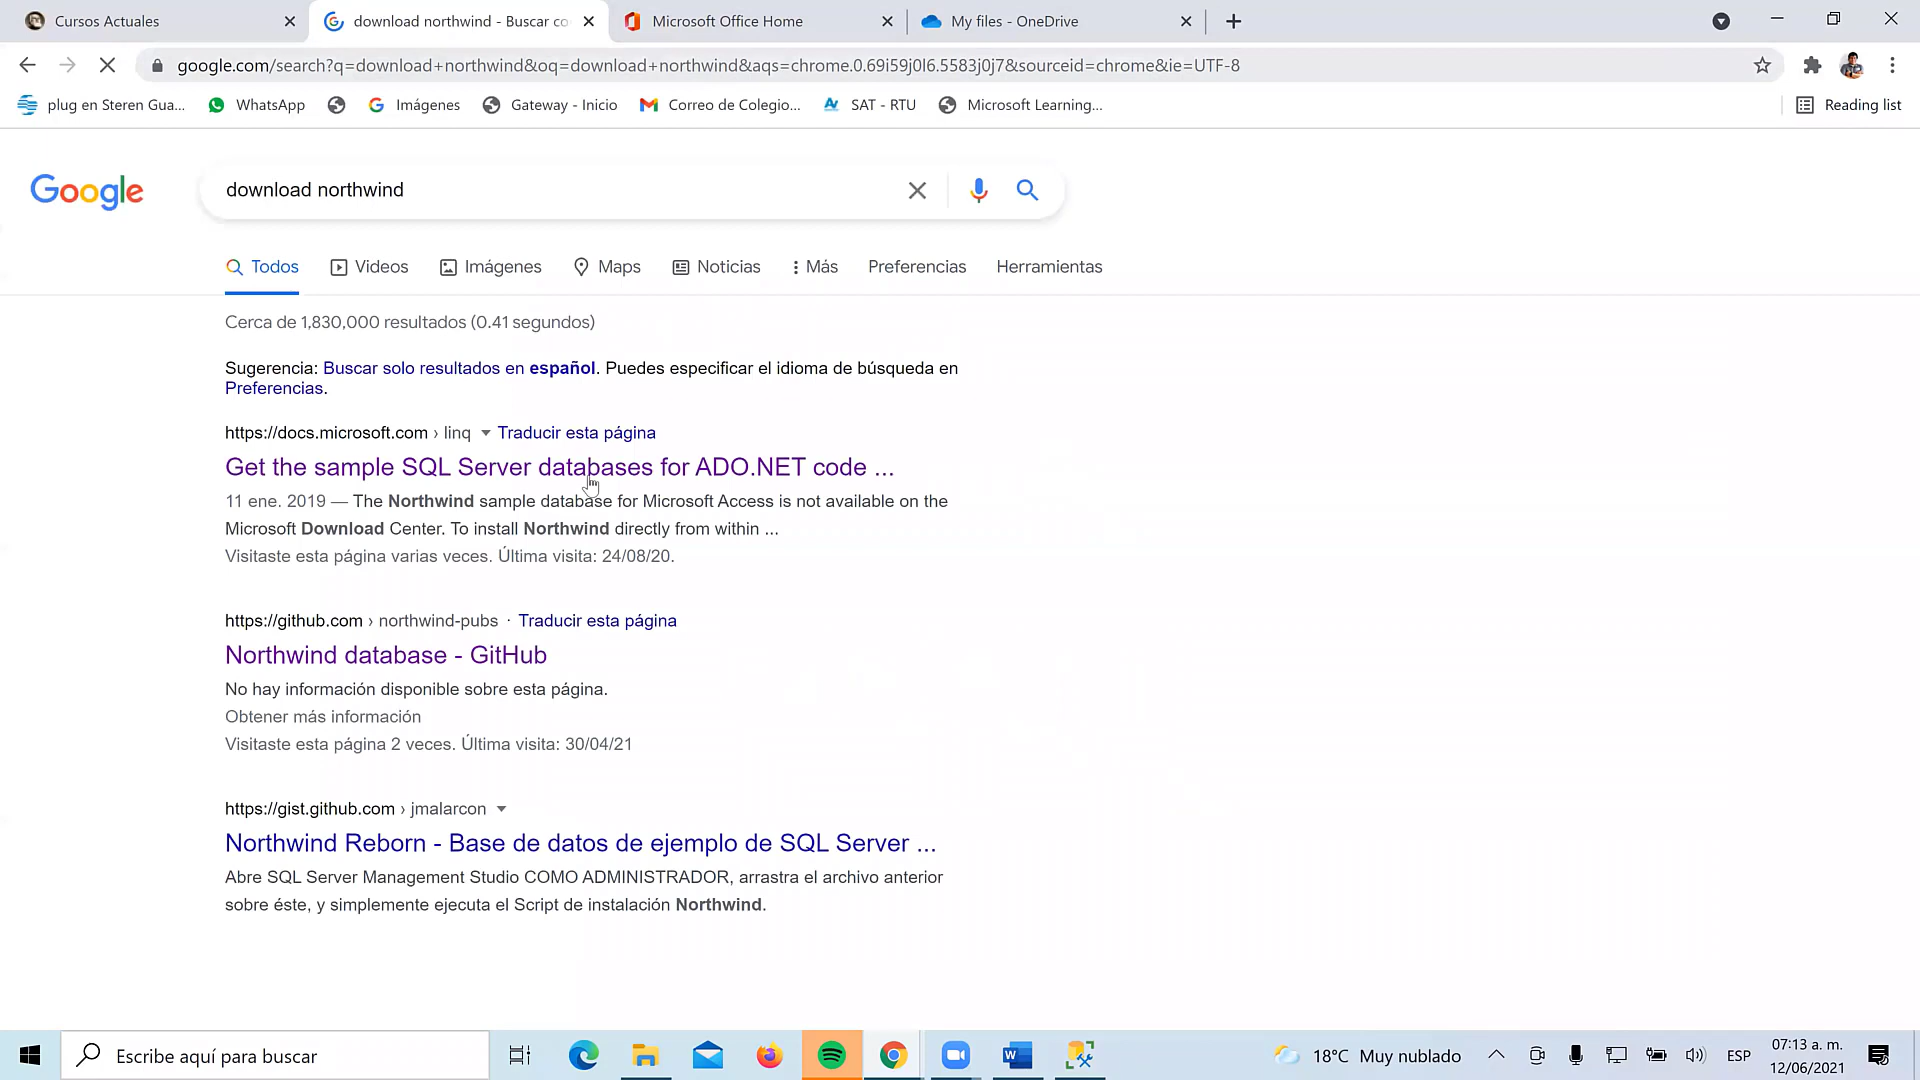 Cursos Actuales
download northwind - Buscar co
Microsoft Office Home
My files - OneDrive
google.com/search?q=download+northwind&oq=download+northwind&aqs=chrome.0.69i59j0l6.5583j0j7&sourceid=chrome&ie=UTF-8
plug en Steren Gua...
WhatsApp
Imágenes
Gateway - Inicio
Correo de Colegio...
SAT - RTU
Microsoft Learning...
Reading list
Google
download northwind
Todos
Videos
Imágenes
Maps
Noticias
Más
Preferencias
Herramientas
Cerca de 1,830,000 resultados (0.41 segundos)
Sugerencia: Buscar solo resultados en español. Puedes especificar el idioma de búsqueda en
Preferencias.
https://docs.microsoft.com › linq Traducir esta página
Get the sample SQL Server databases for ADO.NET code ...
11 ene. 2019 — The Northwind sample database for Microsoft Access is not available on the
Microsoft Download Center. To install Northwind directly from within ...
Visitaste esta página varias veces. Última visita: 24/08/20.
https://github.com › northwind-pubs · Traducir esta página
Northwind database - GitHub
No hay información disponible sobre esta página.
Obtener más información
Visitaste esta página 2 veces. Última visita: 30/04/21
https://gist.github.com › jmalarcon
Northwind Reborn - Base de datos de ejemplo de SQL Server ...
Abre SQL Server Management Studio COMO ADMINISTRADOR, arrastra el archivo anterior
sobre éste, y simplemente ejecuta el Script de instalación Northwind.
Escribe aquí para buscar
18°C Muy nublado
ESP
07:13 a. m.
12/06/2021